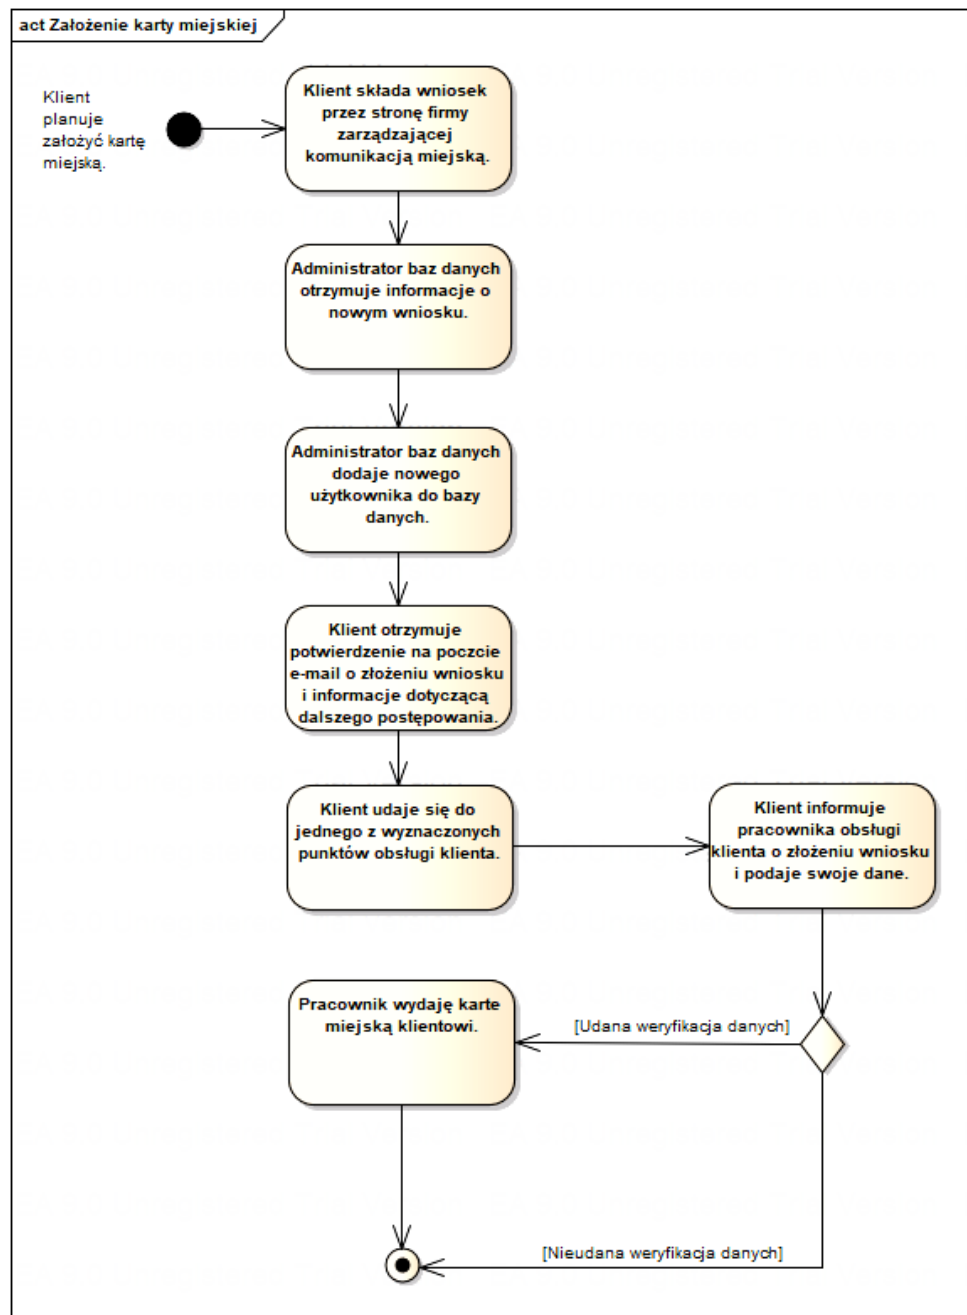 act Założenie karty miejskiej
Klient
planuje
założyć kartę
miejską.
Klient składa wniosek
przez stronę firmy
zarządzającej
komunikacją miejską.
Administrator baz danych
otrzymuje informacje o
nowym wniosku.
Administrator baz danych
dodaje nowego
użytkownika do bazy
danych.
Klient otrzymuje
potwierdzenie na poczcie
e-mail o złożeniu wniosku
i informacje dotyczącą
dalszego postępowania.
Klient udaje się do
jednego z wyznaczonych
punktów obsługi klienta.
Klient informuje
pracownika obsługi
klienta o złożeniu wniosku
i podaje swoje dane.
Pracownik wydaję karte
miejską klientowi.
[Udana weryfikacja danych]
[Nieudana weryfikacja danych]